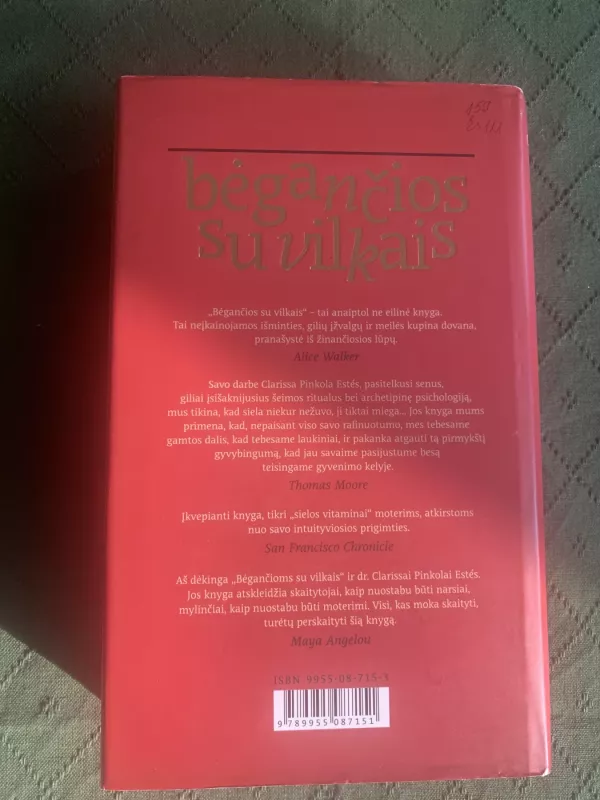 bėgančios
su vilkais
„Bėgančios su vilkais“ – tai anaiptol ne eilinė knyga.
Tai neįkainojamos išminties, gilių įžvalgų ir meilės kupina dovana,
pranašystė iš žinančiosios lūpų.
Alice Walker
Savo darbe Clarissa Pinkola Estés, pasitelkusi senus,
giliai įsišaknijusius šeimos ritualus bei archetipinę psichologiją,
mus tikina, kad siela niekur nežuvo, ji tiktai miega... Jos knyga mums
primena, kad, nepaisant viso savo rafinuotumo, mes tebesame
gamtos dalis, kad tebesame laukiniai, ir pakanka atgauti tą pirmykštį
gyvybingumą, kad jau savaime pasijustume besą
teisingame gyvenimo kelyje.
Thomas Moore
Įkvepianti knyga, tikri „sielos vitaminai“ moterims, atkirstoms
nuo savo intuityviosios prigimties.
San Francisco Chronicle
Aš dėkinga „Bėgančioms su vilkais“ ir dr. Clarissai Pinkolai Estés.
Jos knyga atskleidžia skaitytojai, kaip nuostabu būti narsiai,
mylinčiai, kaip nuostabu būti moterimi. Visi, kas moka skaityti,
turėtų perskaityti šią knygą.
Maya Angelou
ISBN 9955-08-715-3
9 789955 087151